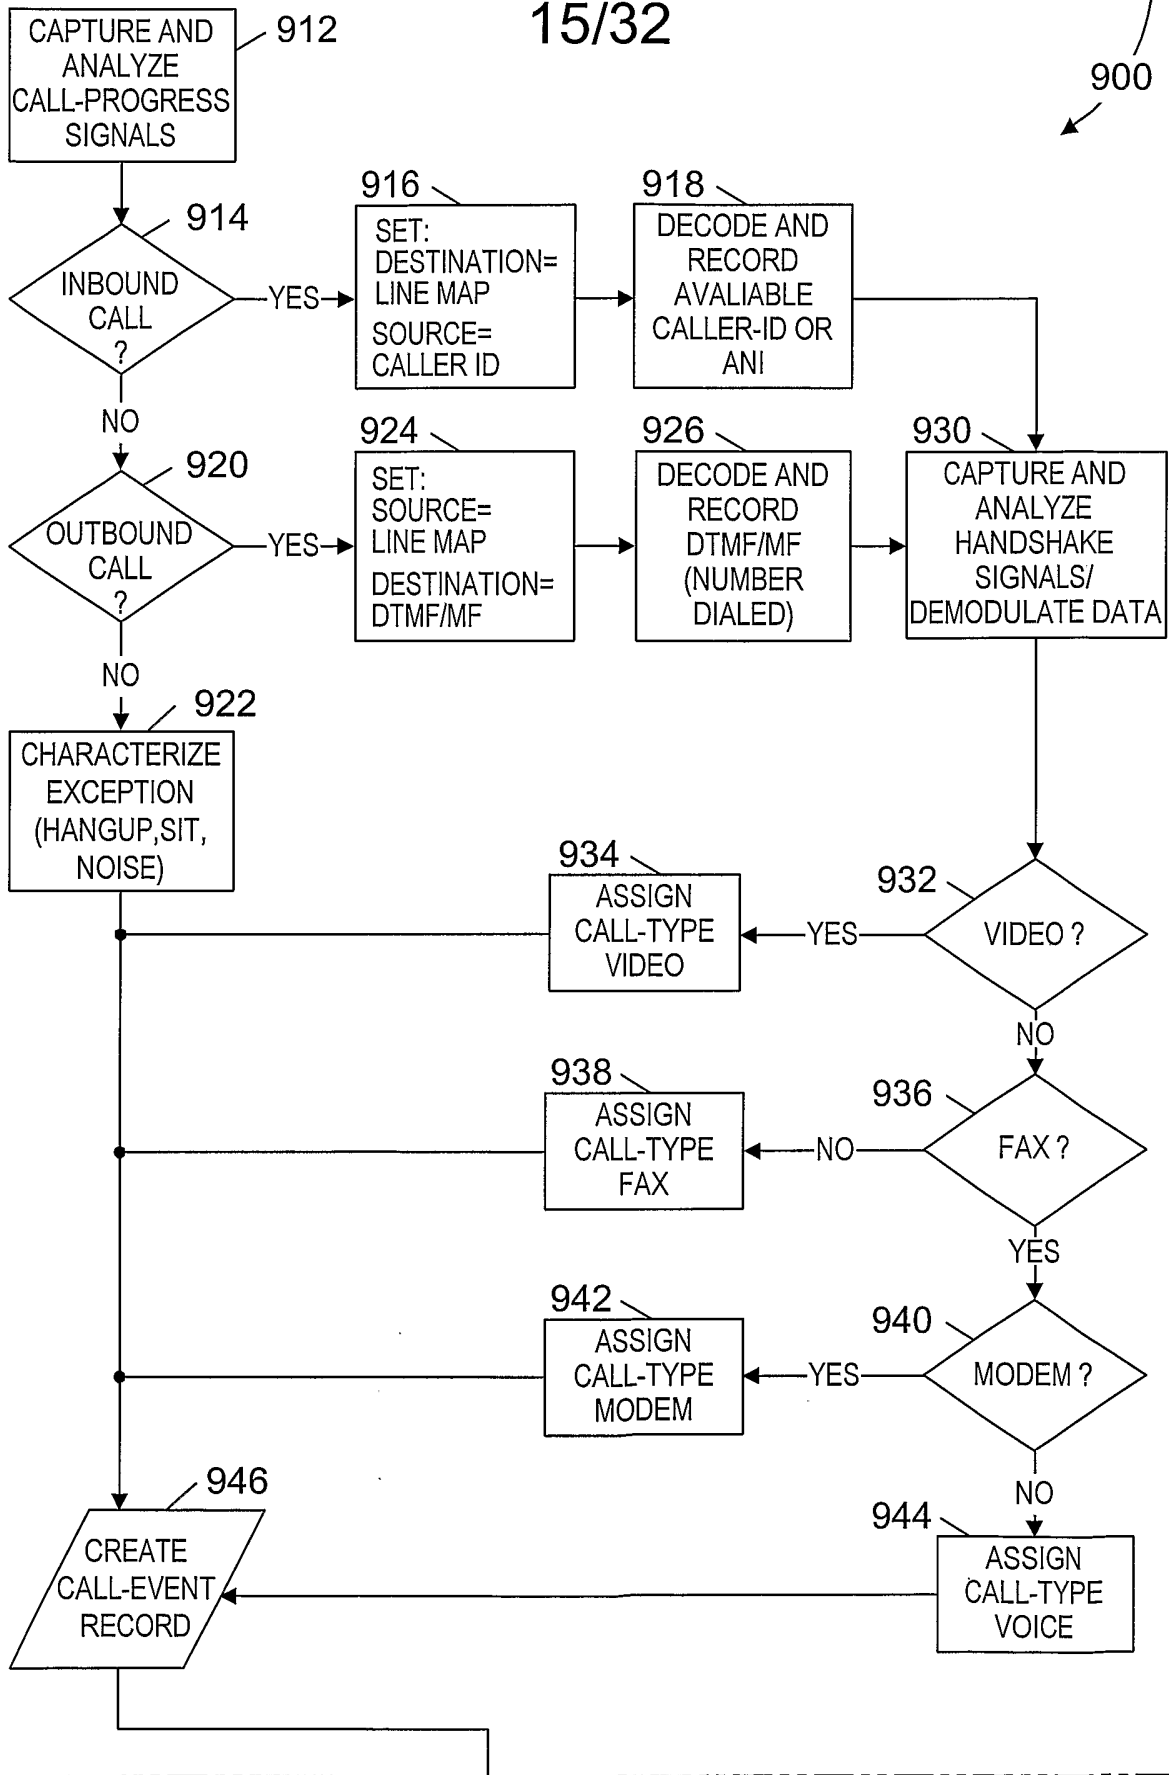 15/32
900
912
CAPTURE AND
ANALYZE
CALL-PROGRESS
SIGNALS
914
INBOUND
CALL
?
YES
NO
916
SET:
DESTINATION=
LINE MAP
SOURCE=
CALLER ID
918
DECODE AND
RECORD
AVALIABLE
CALLER-ID OR
ANI
920
OUTBOUND
CALL
?
YES
NO
924
SET:
SOURCE=
LINE MAP
DESTINATION=
DTMF/MF
926
DECODE AND
RECORD
DTMF/MF
(NUMBER
DIALED)
930
CAPTURE AND
ANALYZE
HANDSHAKE
SIGNALS/
DEMODULATE DATA
922
CHARACTERIZE
EXCEPTION
(HANGUP,SIT,
NOISE)
932
VIDEO ?
YES
NO
934
ASSIGN
CALL-TYPE
VIDEO
936
FAX ?
NO
YES
938
ASSIGN
CALL-TYPE
FAX
940
MODEM ?
YES
NO
942
ASSIGN
CALL-TYPE
MODEM
944
ASSIGN
CALL-TYPE
VOICE
946
CREATE
CALL-EVENT
RECORD